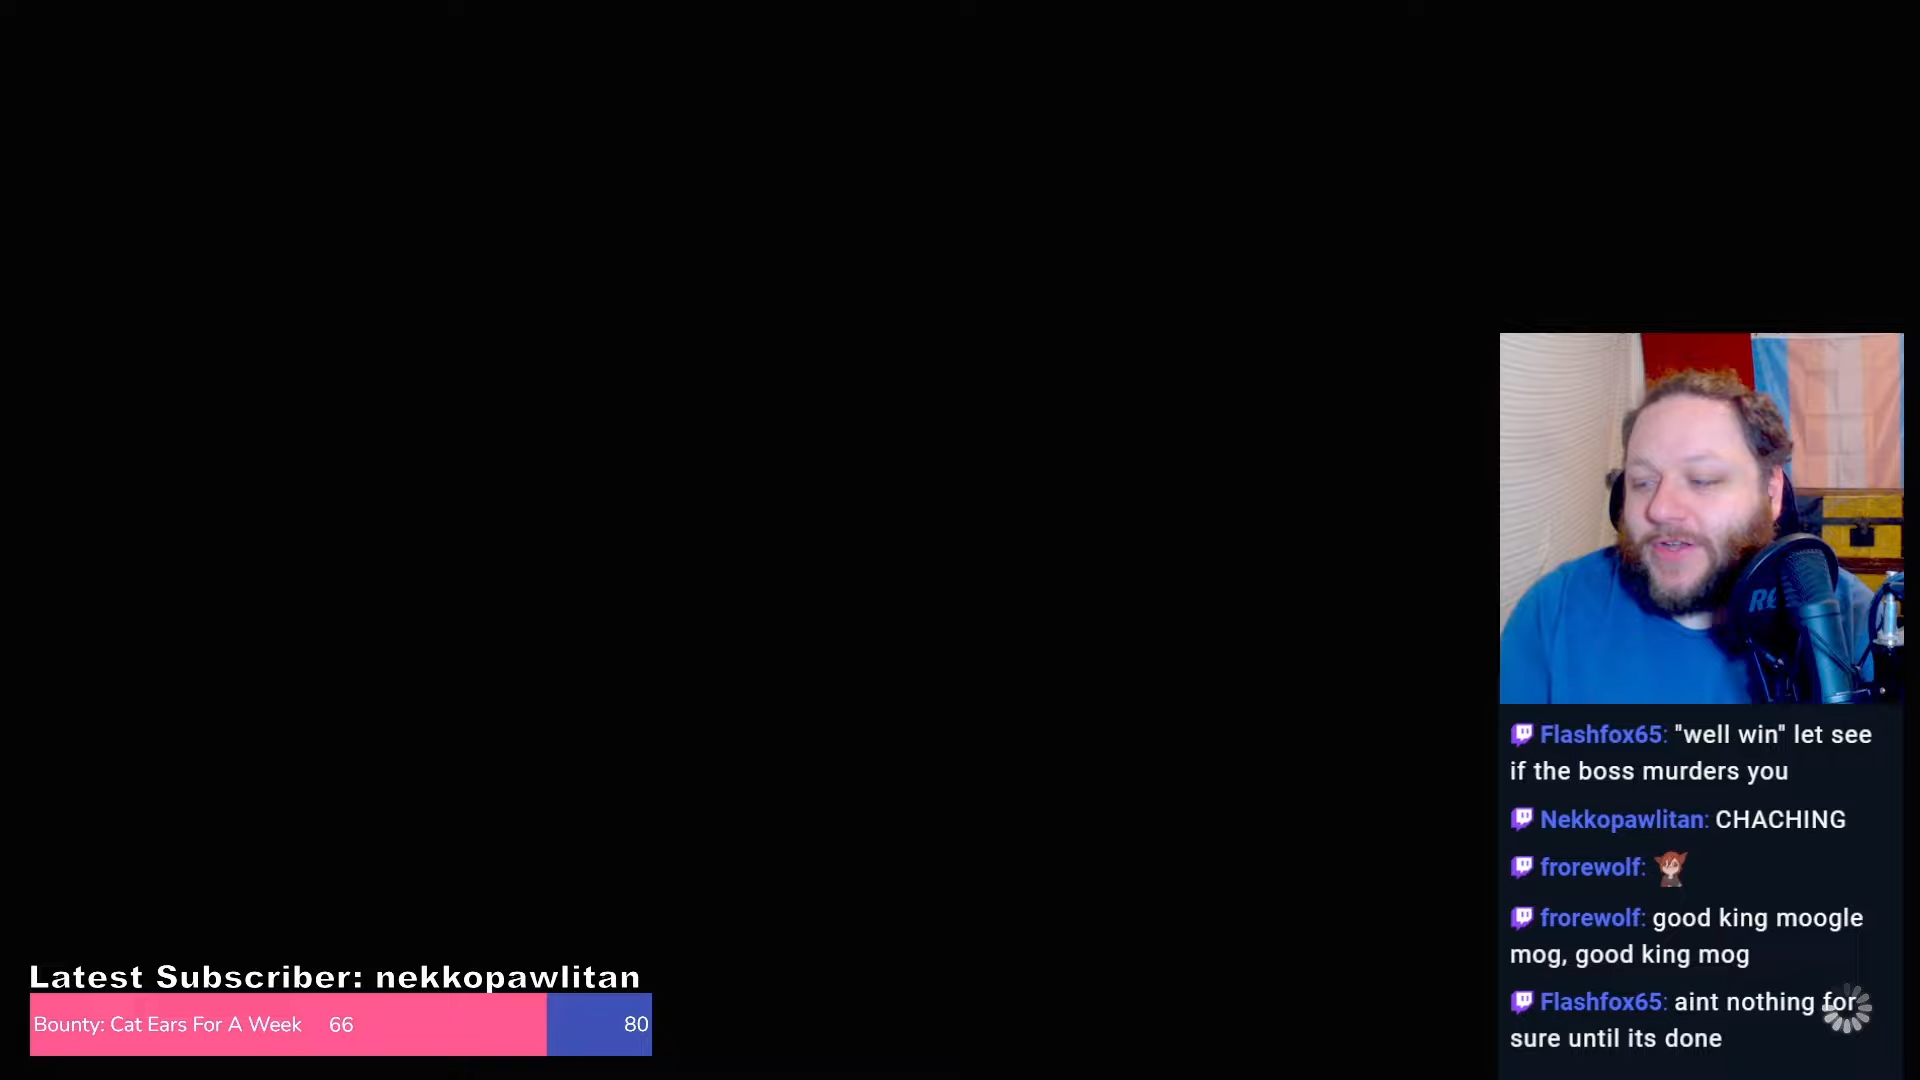 Flashfox65: "well win" let see
if the boss murders you
Nekkopawlitan: CHACHING
frorewolf:
frorewolf: good king moogle
mog, good king mog
Flashfox65: aint nothing for
sure until its done
Latest Subscriber: nekkopawlitan
Bounty: Cat Ears For A Week 66 80